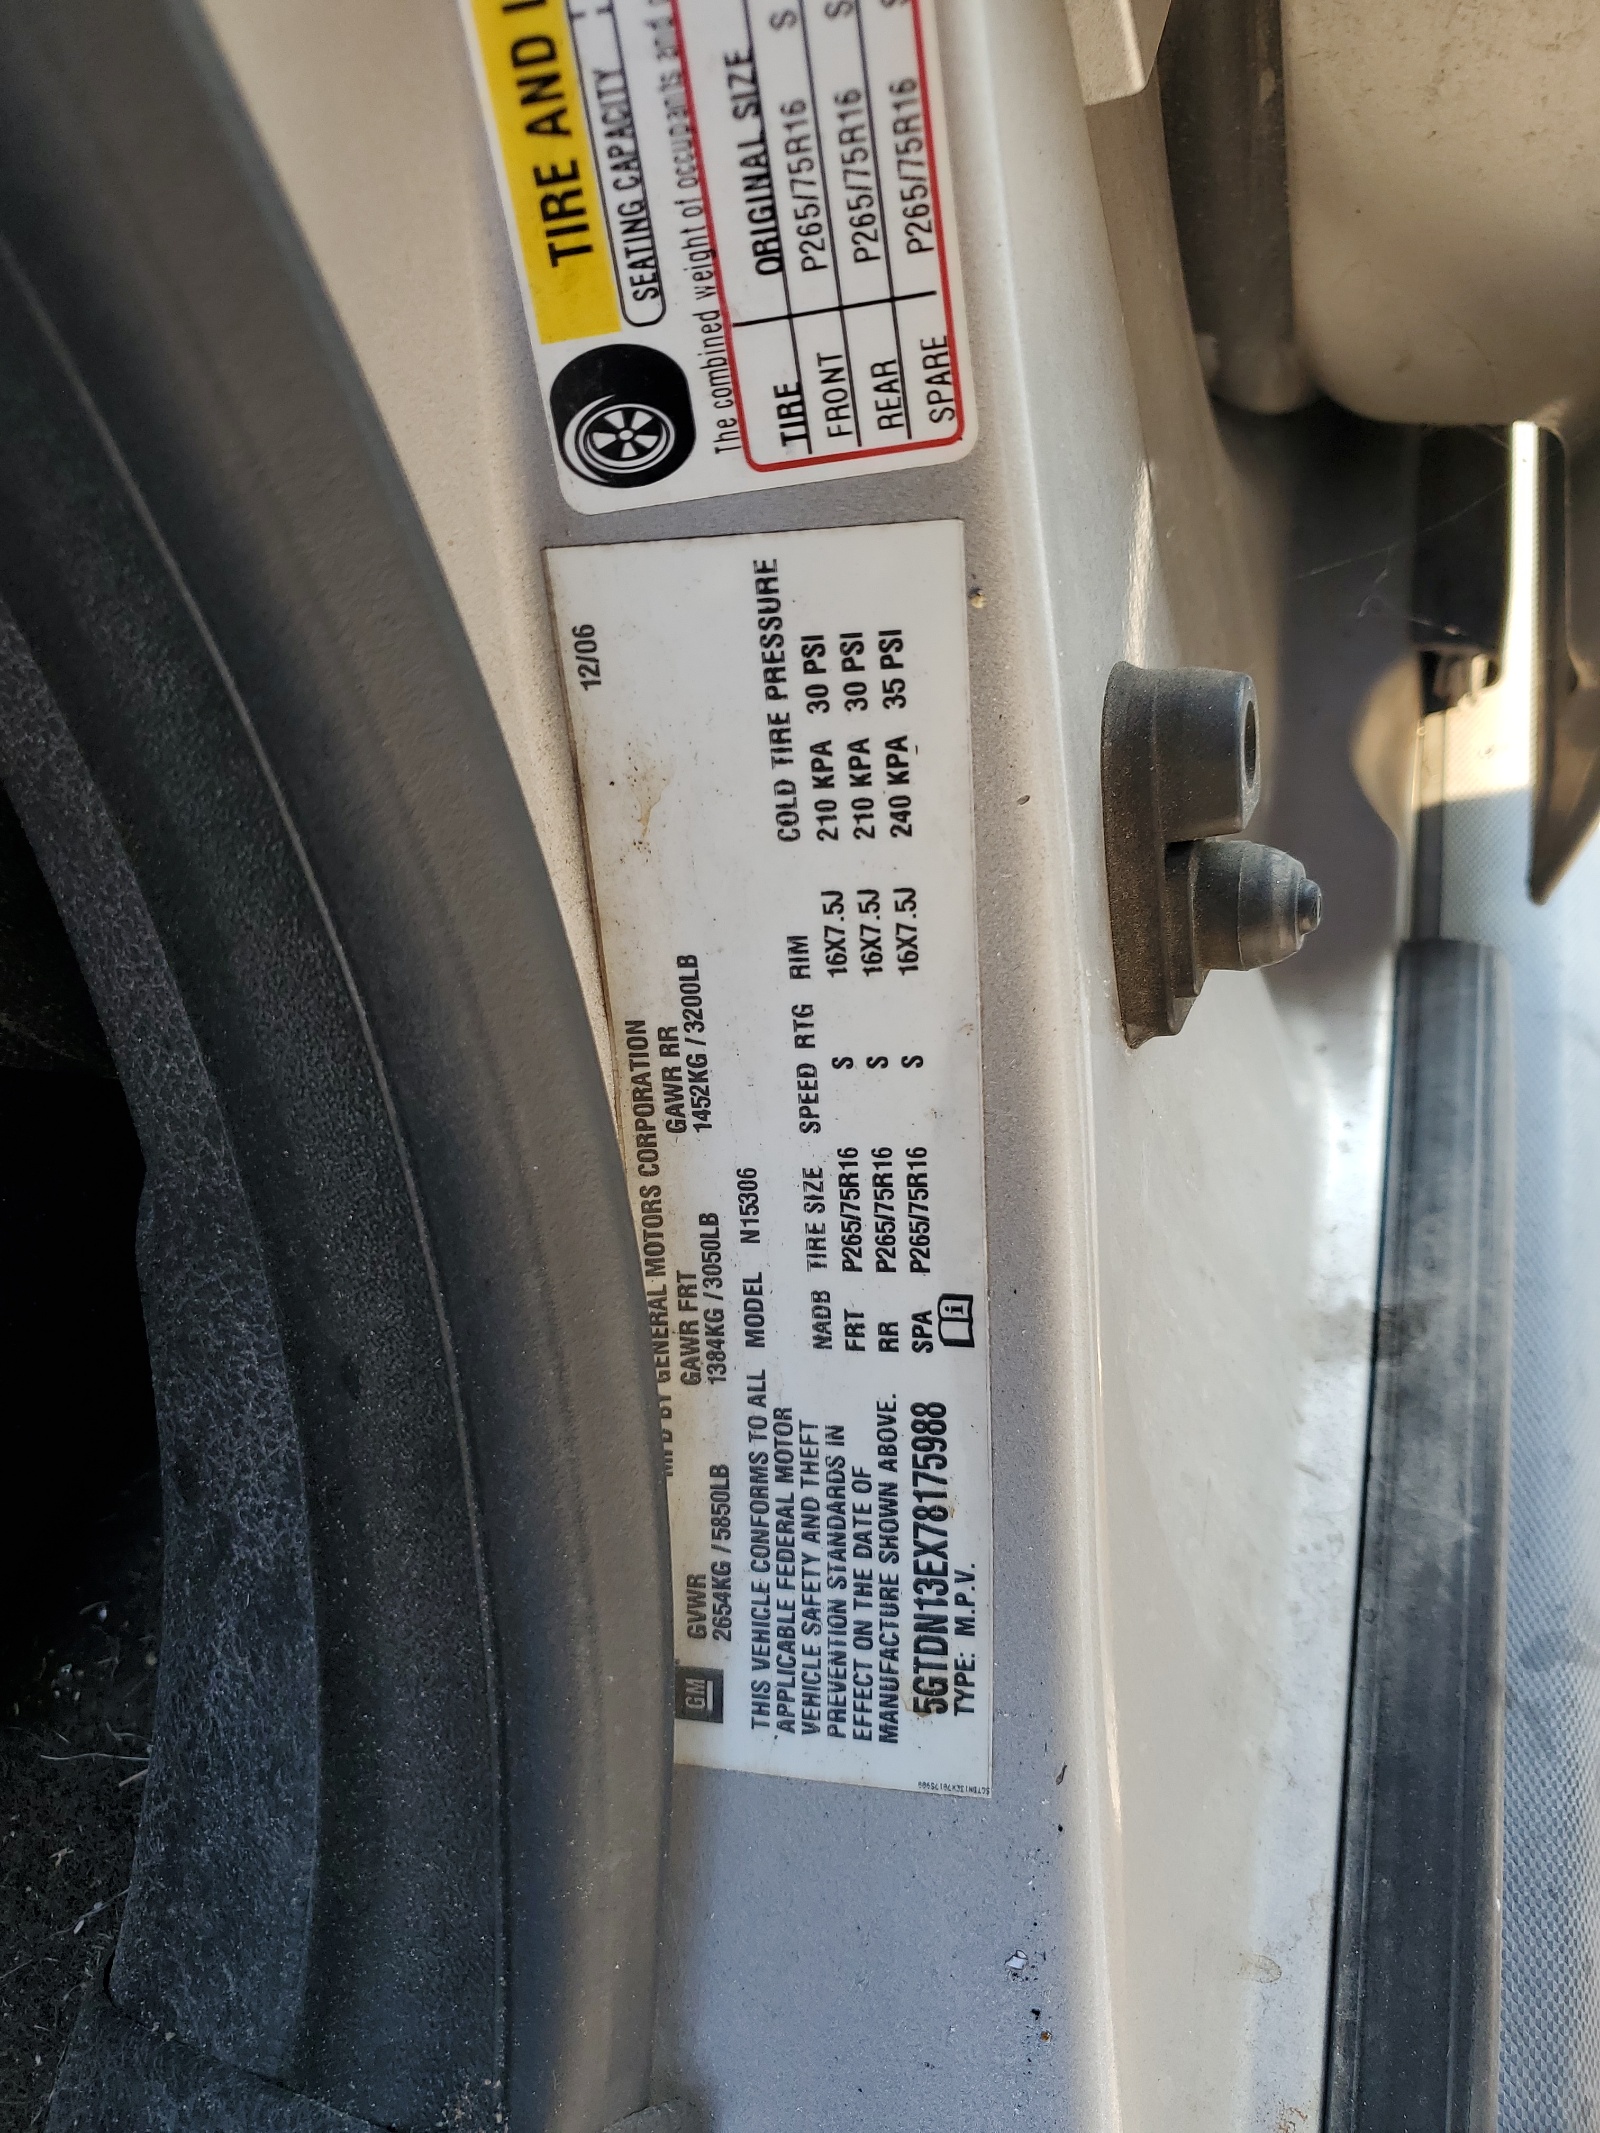 12/06
MFD BY GENERAL MOTORS CORPORATION
GM
GVWR GAWR FRT GAWR RR
2654KG / 5850LB 1384KG / 3050LB 1452KG / 3200LB
THIS VEHICLE CONFORMS TO ALL
APPLICABLE FEDERAL MOTOR
VEHICLE SAFETY AND THEFT
PREVENTION STANDARDS IN
EFFECT ON THE DATE OF
MANUFACTURE SHOWN ABOVE.
5GTDN13EX78175988
TYPE: M.P.V.
MODEL N15306
NADB TIRE SIZE SPEED RTG RIM COLD TIRE PRESSURE
FRT P265/75R16 S 16X7.5J 210 KPA 30 PSI
RR P265/75R16 S 16X7.5J 210 KPA 30 PSI
SPA P265/75R16 S 16X7.5J 240 KPA 35 PSI
i
5GTDN13EX78175988
TIRE AND
SEATING CAPACITY
The combined weight of occupants and
TIRE ORIGINAL SIZE
FRONT P265/75R16 S
REAR P265/75R16 S
SPARE P265/75R16